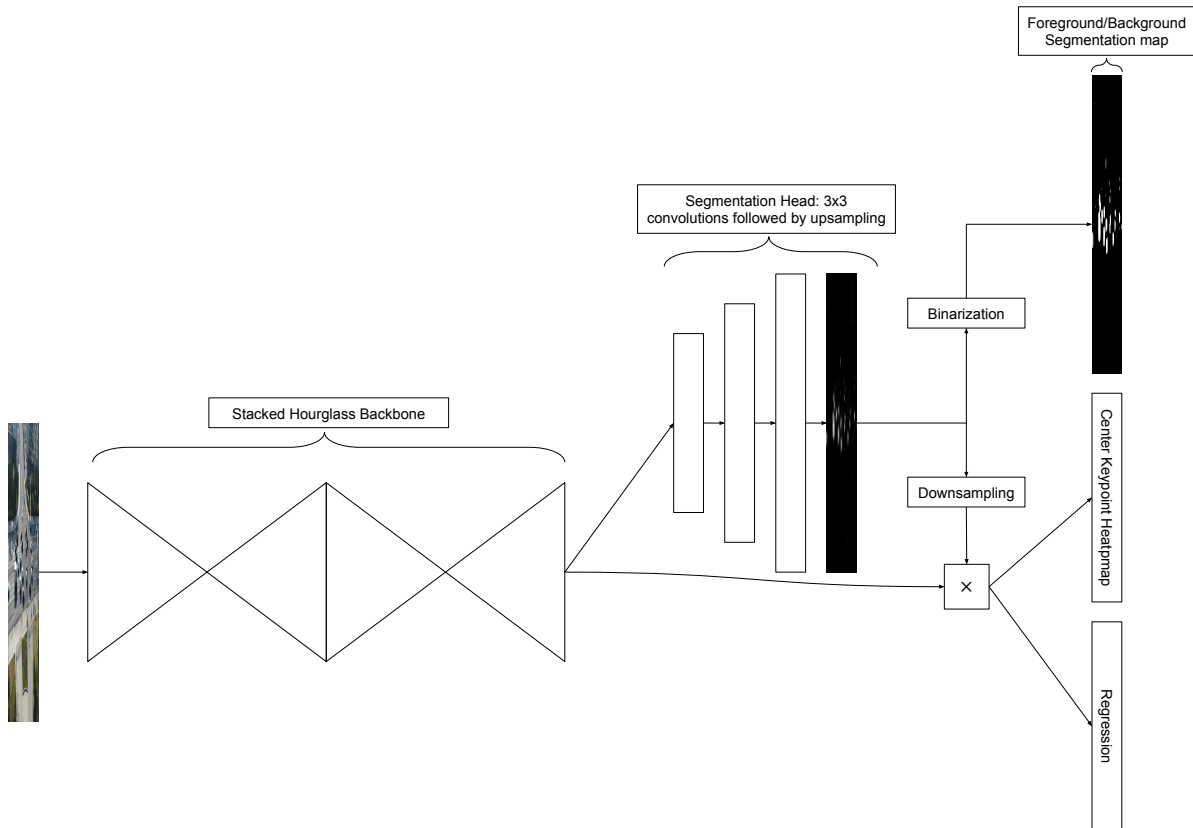 Foreground/Background
Segmentation map
Segmentation Head: 3x3
convolutions followed by upsampling
Binarization
Stacked Hourglass Backbone
Downsampling
×
Center Keypoint Heatpmap
Regression